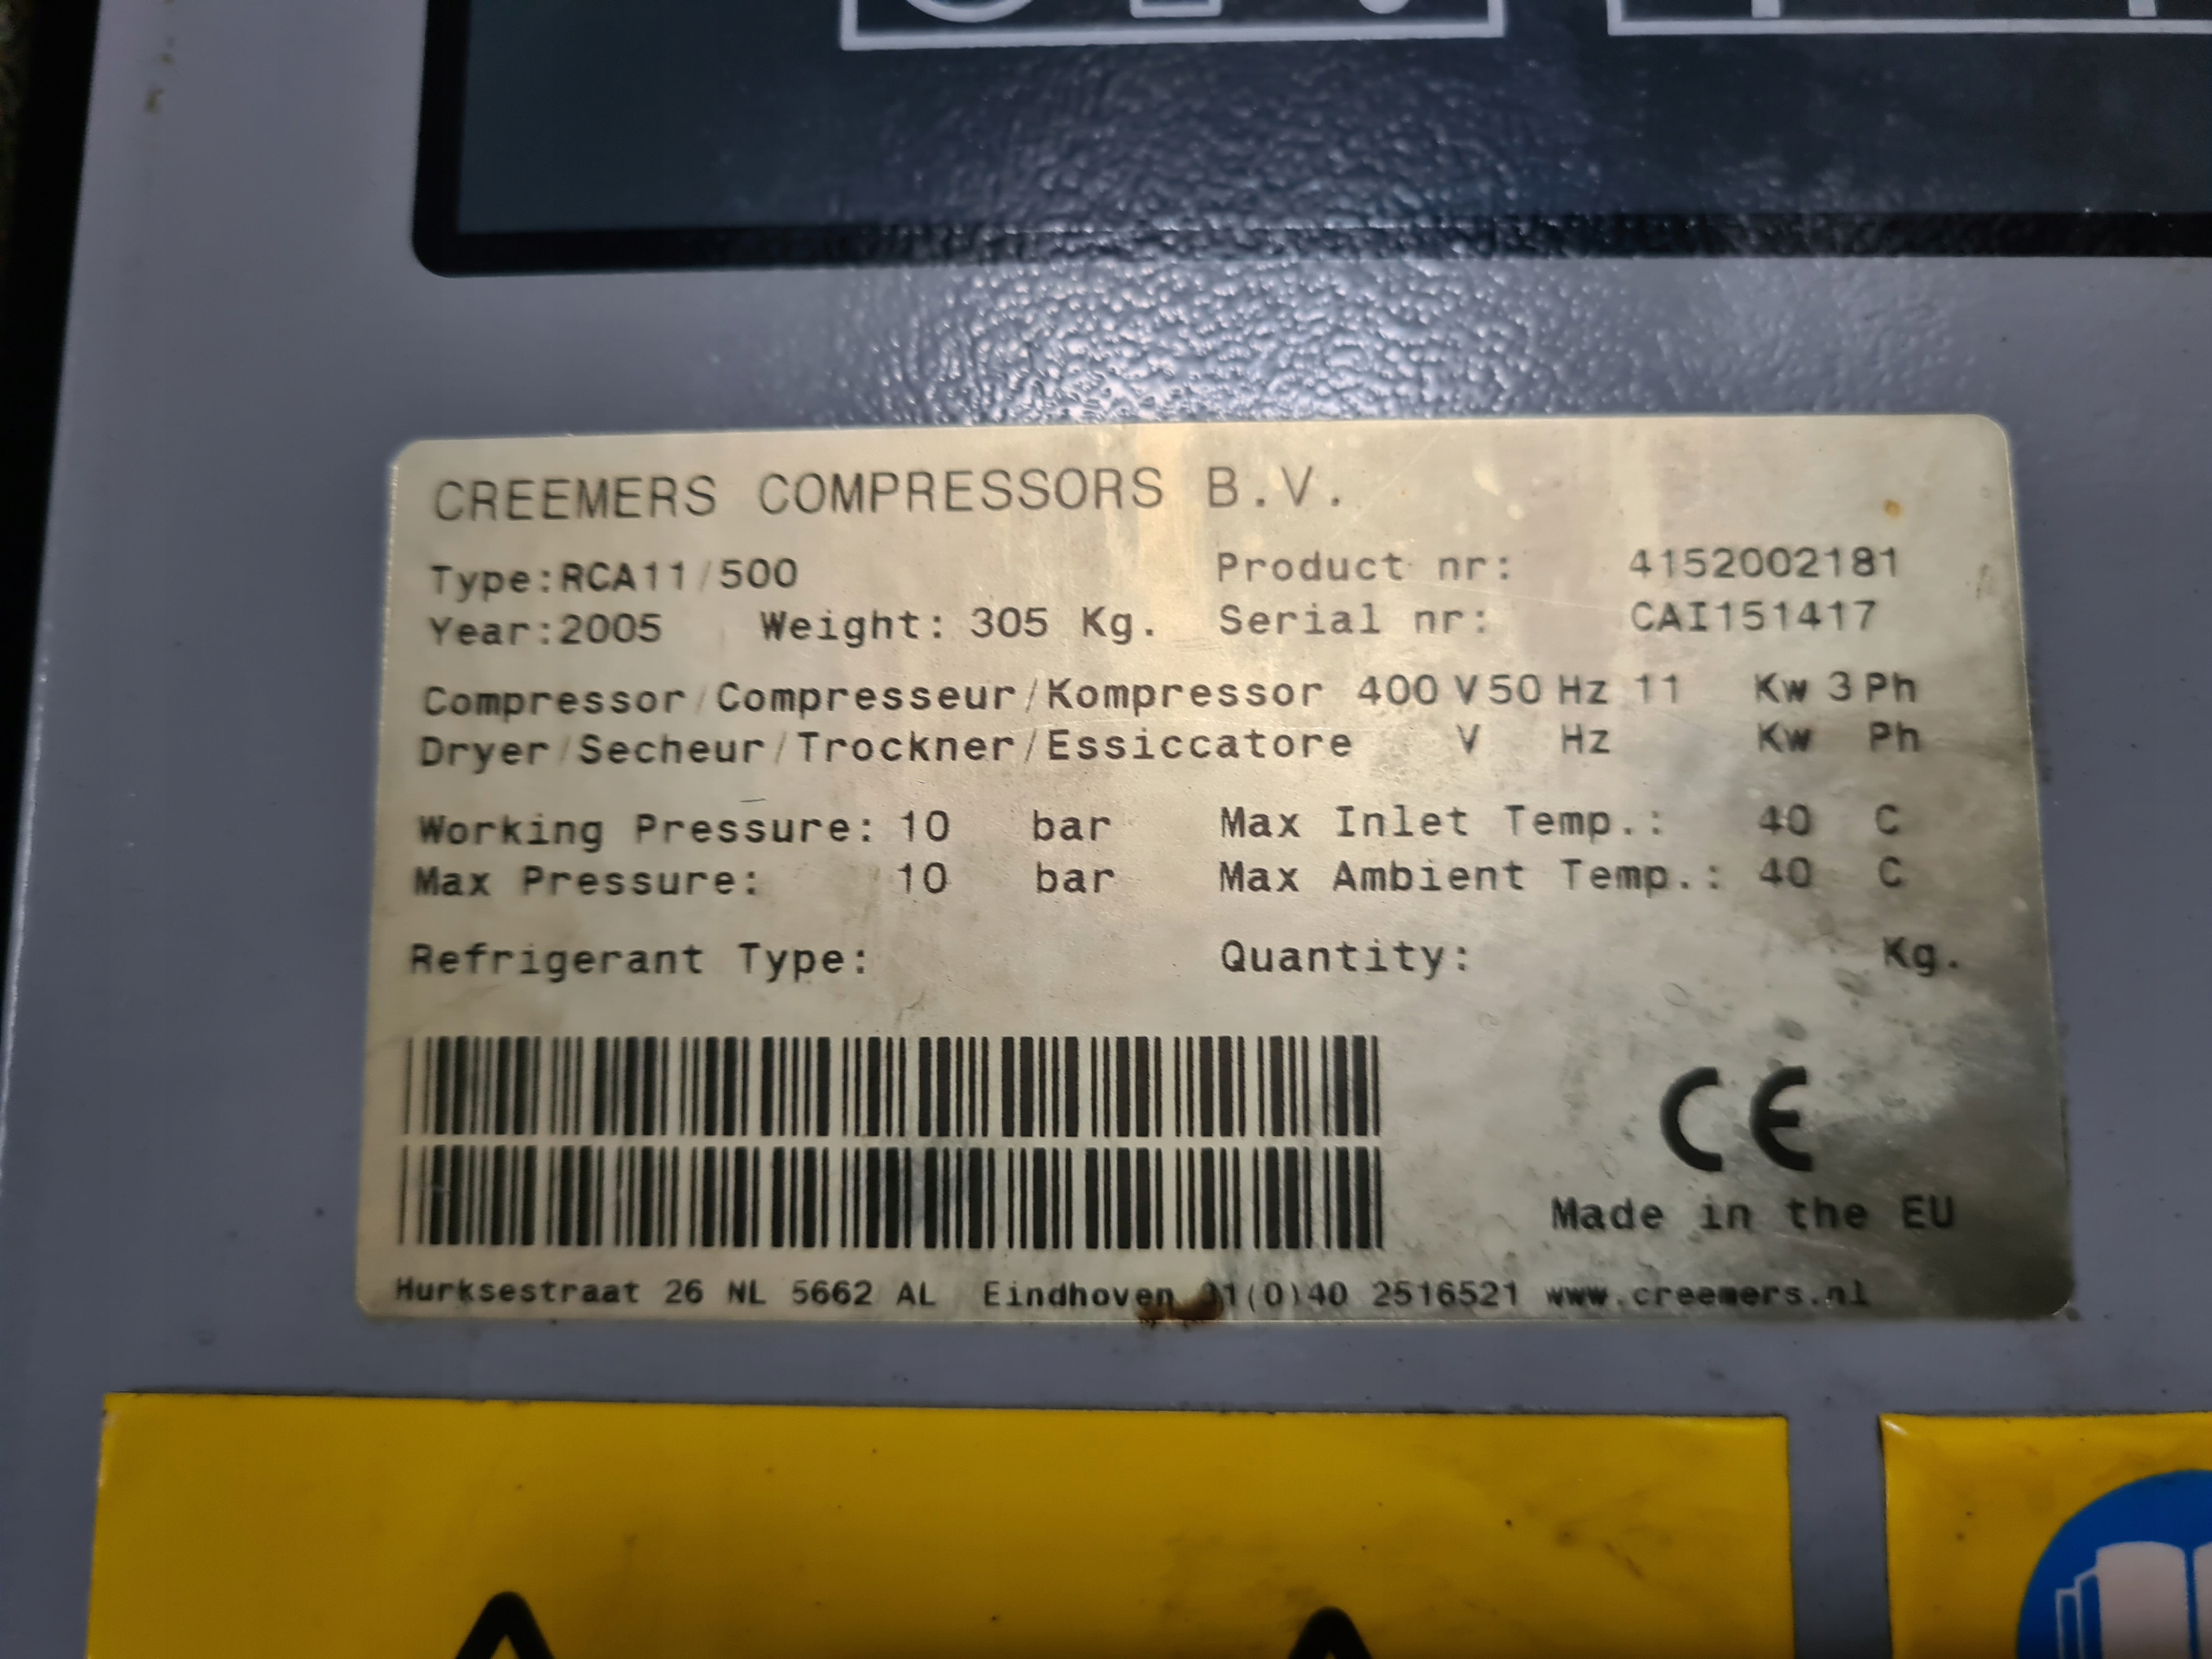 CREEMERS COMPRESSORS B.V.
Type:RCA11/500 Product nr: 4152002181
Year:2005 Weight: 305 Kg. Serial nr: CAI151417
Compressor/Compresseur/Kompressor 400 V 50 Hz 11 Kw 3 Ph
Dryer/Secheur/Trockner/Essiccatore V Hz Kw Ph
Working Pressure: 10 bar Max Inlet Temp.: 40 C
Max Pressure: 10 bar Max Ambient Temp.: 40 C
Refrigerant Type: Quantity: Kg.
CE
Made in the EU
Hurksestraat 26 NL 5662 AL Eindhoven 31(0)40 2516521 www.creemers.nl